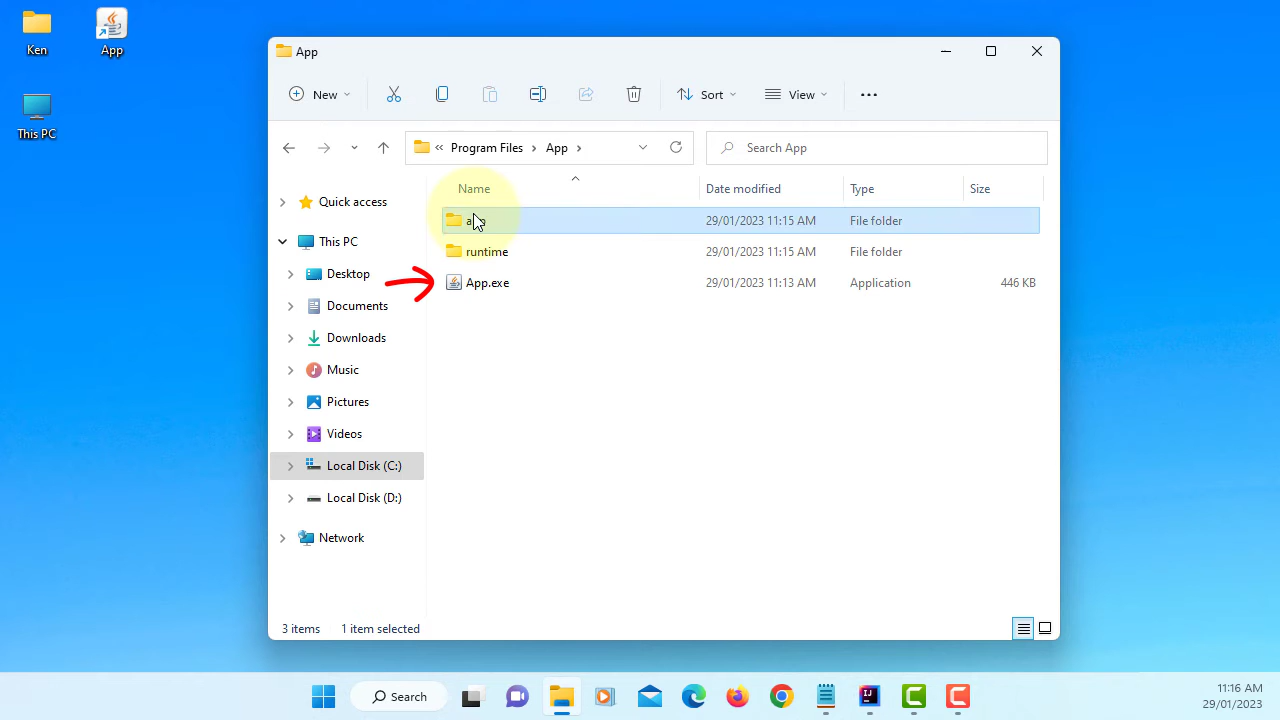 Ken
App
This PC
App
New
Sort
View
Program Files
App
Search App
Name
Date modified
Type
Size
29/01/2023 11:15 AM
File folder
runtime
29/01/2023 11:15 AM
File folder
App.exe
29/01/2023 11:13 AM
Application
446 KB
Quick access
This PC
Desktop
Documents
Downloads
Music
Pictures
Videos
Local Disk (C:)
Local Disk (D:)
Network
3 items
1 item selected
Search
11:16 AM
29/01/2023